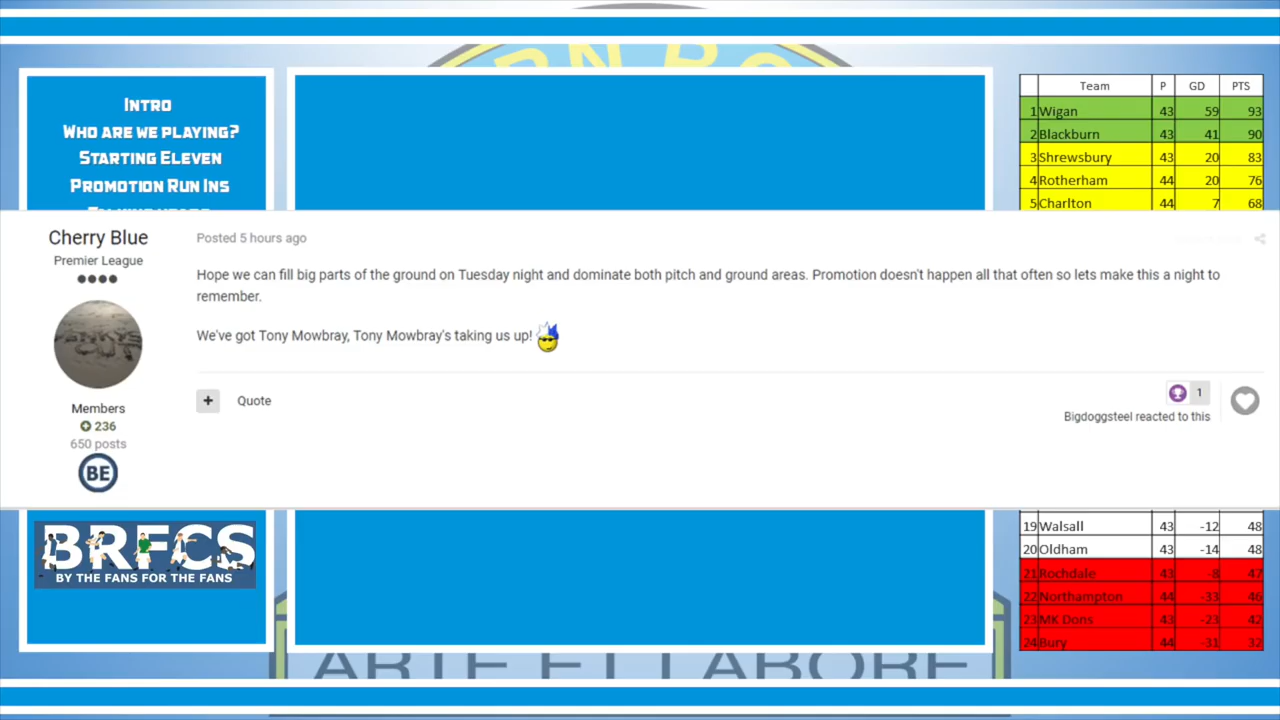 RN RO
INTRO
WHO ARE WE PLAYING?
STARTING ELEVEN
PROMOTION RUN INS
Team P GD PTS
1 Wigan 43 59 93
2 Blackburn 43 41 90
3 Shrewsbury 43 20 83
4 Rotherham 44 20 76
5 Charlton 44 7 68
Cherry Blue
Premier League
Posted 5 hours ago
Hope we can fill big parts of the ground on Tuesday night and dominate both pitch and ground areas. Promotion doesn't happen all that often so lets make this a night to
remember.
We've got Tony Mowbray, Tony Mowbray's taking us up!
Members
236
650 posts
BE
+ Quote
1
Bigdoggsteel reacted to this
BRFCS
BY THE FANS FOR THE FANS
19 Walsall 43 -12 48
20 Oldham 43 -14 48
21 Rochdale 43 -8 47
22 Northampton 44 -33 46
23 MK Dons 43 -23 42
24 Bury 44 -31 32
ARTE ET LABORE